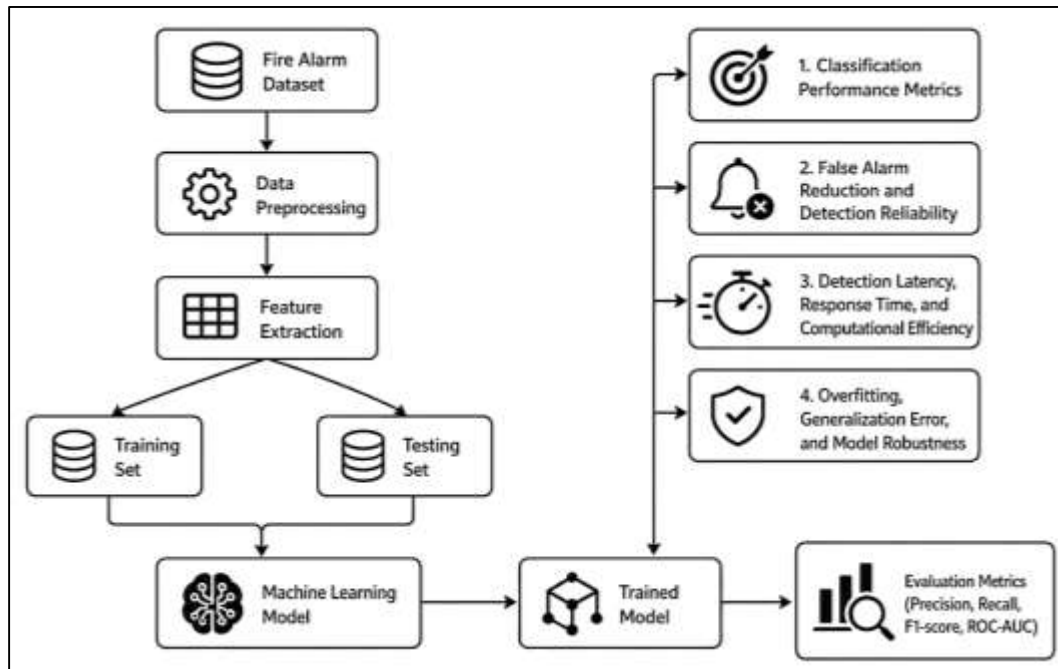 Fire Alarm
Dataset
Data
Preprocessing
Feature
Extraction
Training
Set
Testing
Set
Machine Learning
Model
Trained
Model
Evaluation Metrics
(Precision, Recall,
F1-score, ROC-AUC)
1. Classification
Performance Metrics
2. False Alarm
Reduction and
Detection Reliability
3. Detection Latency,
Response Time, and
Computational Efficiency
4. Overfitting,
Generalization Error,
and Model Robustness